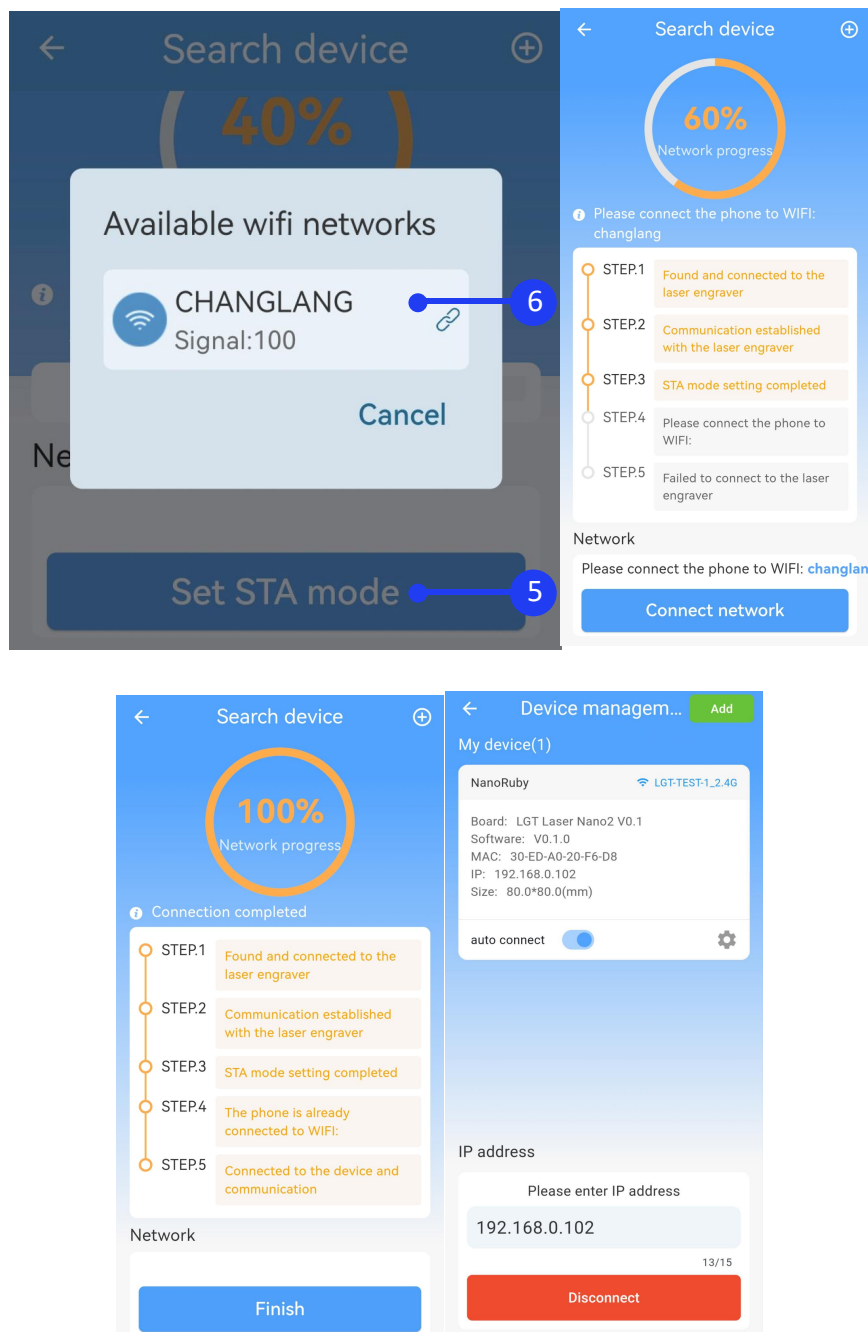 Search device
40%
Available wifi networks
CHANGLANG
Signal:100
6
Cancel
Ne
Set STA mode
5
Search device
60%
Network progress
Please connect the phone to WIFI:
changlang
STEP.1
Found and connected to the
laser engraver
STEP.2
Communication established
with the laser engraver
STEP.3
STA mode setting completed
STEP.4
Please connect the phone to
WIFI:
STEP.5
Failed to connect to the laser
engraver
Network
Please connect the phone to WIFI: changlan
Connect network
Search device
100%
Network progress
Connection completed
STEP.1
Found and connected to the
laser engraver
STEP.2
Communication established
with the laser engraver
STEP.3
STA mode setting completed
STEP.4
The phone is already
connected to WIFI:
STEP.5
Connected to the device and
communication
Network
Finish
Device managem...
Add
My device(1)
NanoRuby
LGT-TEST-1_2.4G
Board: LGT Laser Nano2 V0.1
Software: V0.1.0
MAC: 30-ED-A0-20-F6-D8
IP: 192.168.0.102
Size: 80.0*80.0(mm)
auto connect
IP address
Please enter IP address
192.168.0.102
13/15
Disconnect